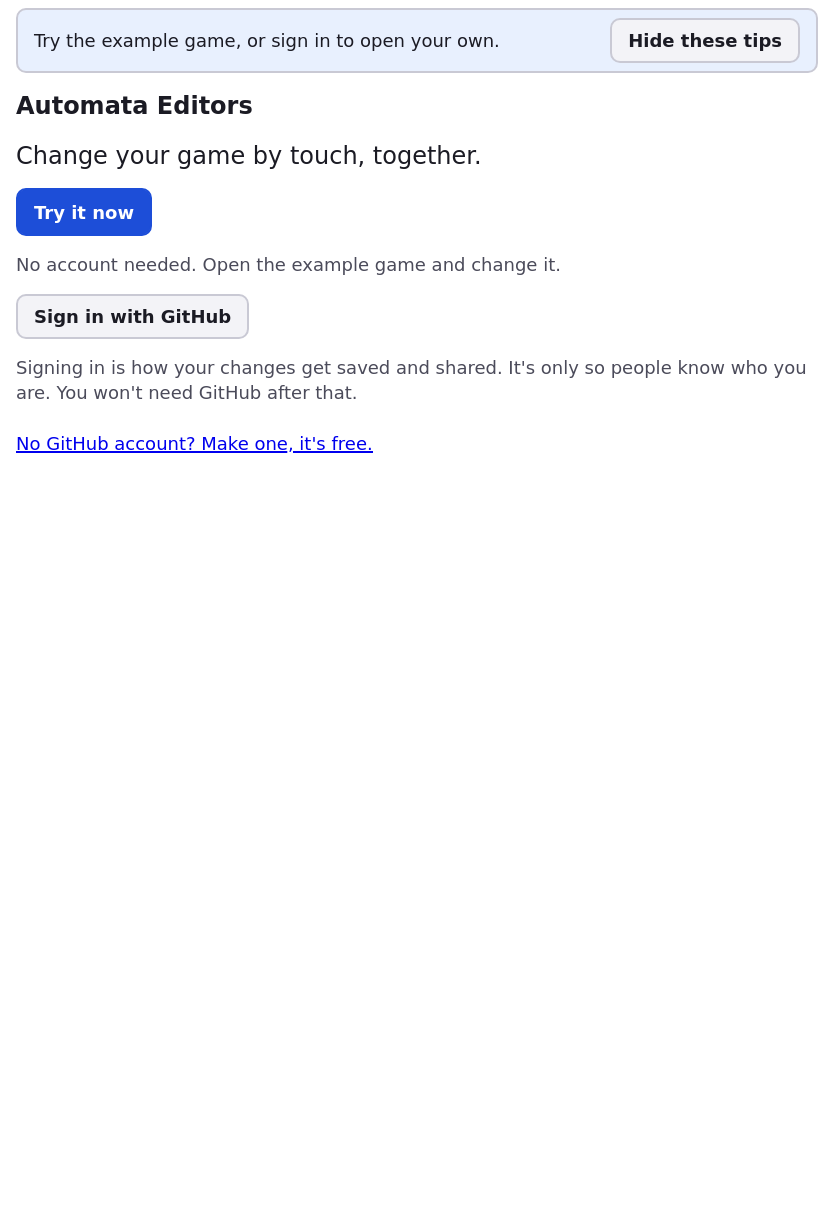 Try the example game, or sign in to open your own.
Hide these tips
Automata Editors
Change your game by touch, together.
Try it now
No account needed. Open the example game and change it.
Sign in with GitHub
Signing in is how your changes get saved and shared. It's only so people know who you
are. You won't need GitHub after that.
No GitHub account? Make one, it's free.